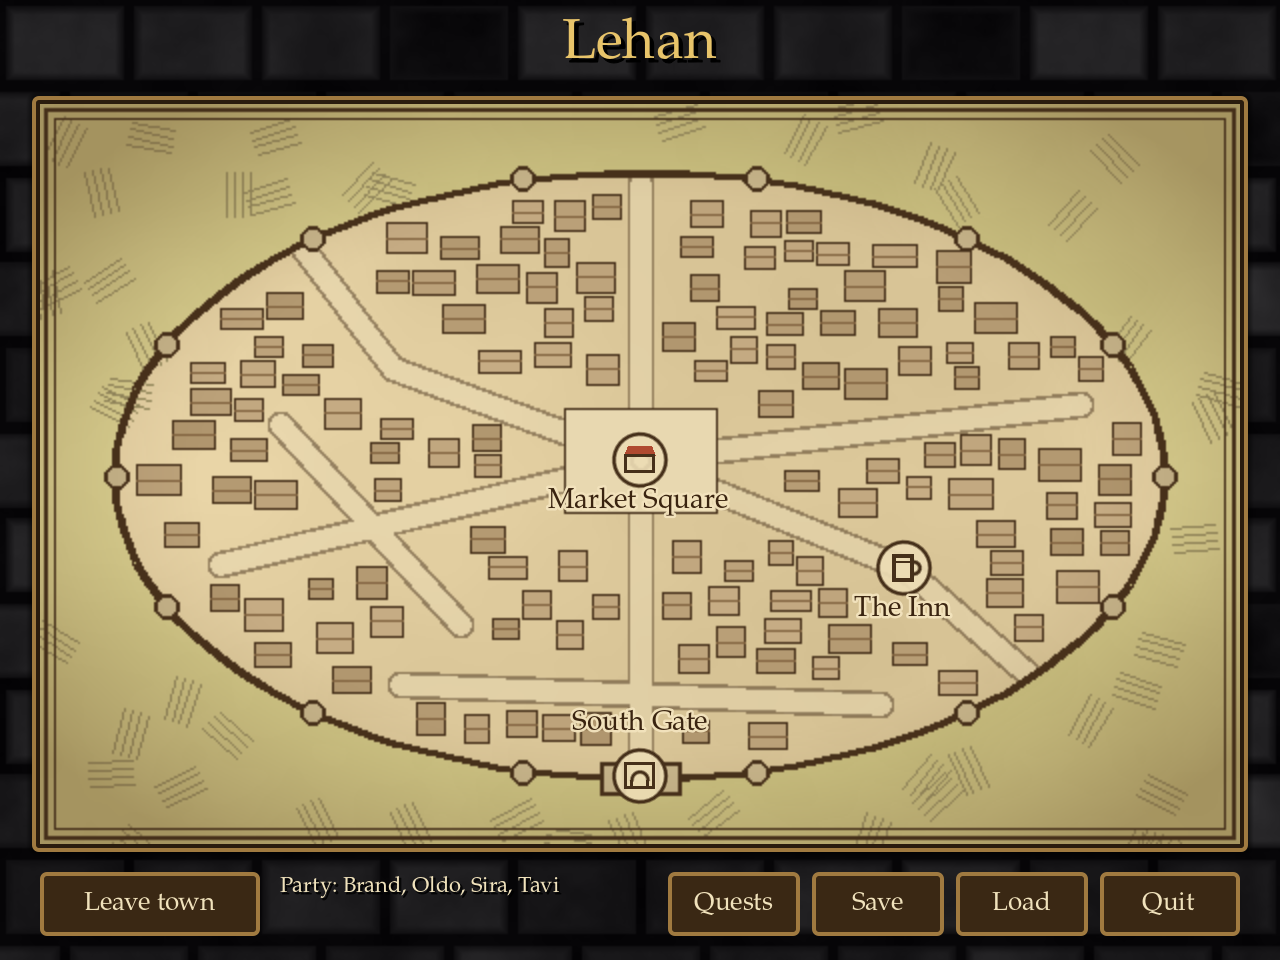 Lehan
Market Square
The Inn
South Gate
Leave town
Party: Brand, Oldo, Sira, Tavi
Quests
Save
Load
Quit